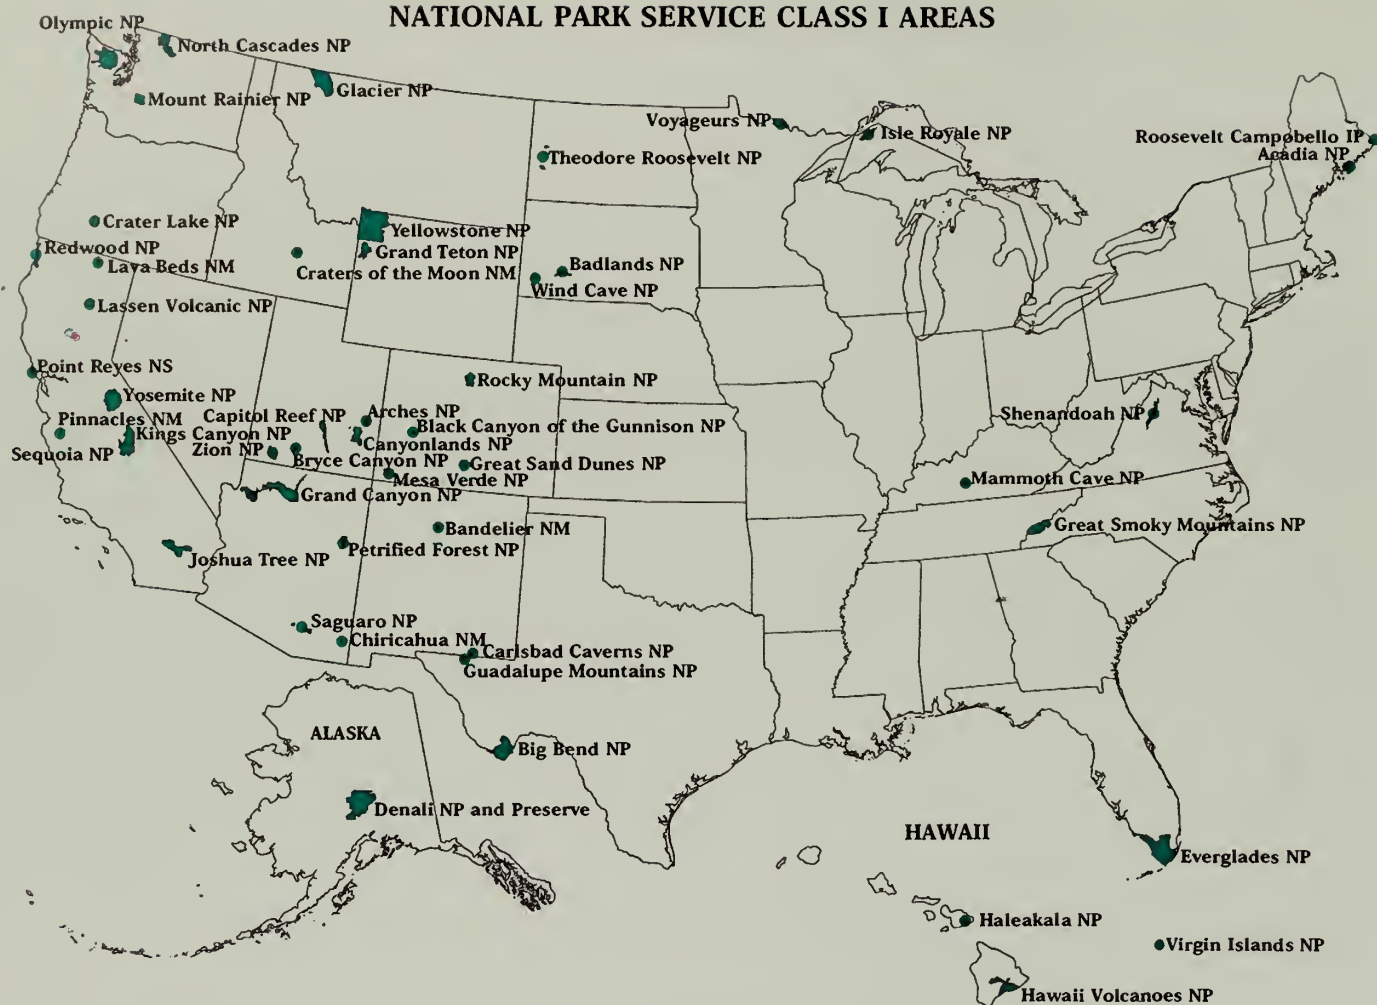 NATIONAL PARK SERVICE CLASS I AREAS
Olympic NP
North Cascades NP
Glacier NP
Mount Rainier NP
Voyageurs NP
Isle Royale NP
Roosevelt Campobello IP
Acadia NP
Theodore Roosevelt NP
Crater Lake NP
Yellowstone NP
Redwood NP
Grand Teton NP
Lava Beds NM
Craters of the Moon NM
Badlands NP
Wind Cave NP
Lassen Volcanic NP
Point Reyes NS
Rocky Mountain NP
Yosemite NP
Capitol Reef NP
Arches NP
Shenandoah NP
Pinnacles NM
Black Canyon of the Gunnison NP
Kings Canyon NP
Canyonlands NP
Sequoia NP
Zion NP
Bryce Canyon NP
Great Sand Dunes NP
Mesa Verde NP
Mammoth Cave NP
Grand Canyon NP
Bandelier NM
Great Smoky Mountains NP
Petrified Forest NP
Joshua Tree NP
Saguaro NP
Chiricahua NM
Carlsbad Caverns NP
Guadalupe Mountains NP
ALASKA
Big Bend NP
Denali NP and Preserve
HAWAII
Everglades NP
Haleakala NP
Virgin Islands NP
Hawaii Volcanoes NP